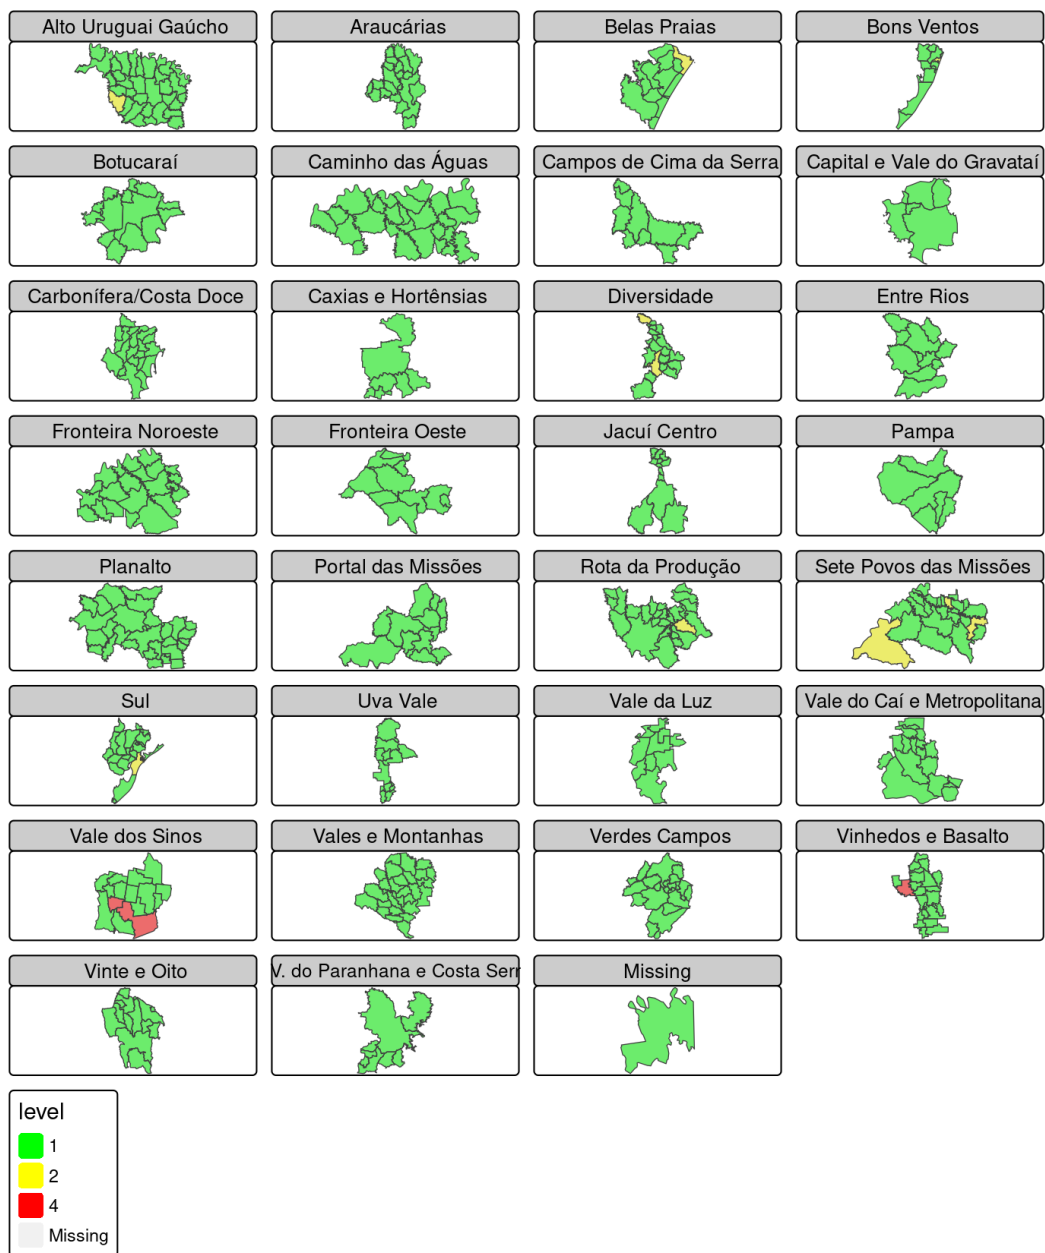 Alto Uruguai Gaúcho
Araucárias
Belas Praias
Bons Ventos
Botucaraí
Caminho das Águas
Campos de Cima da Serra
Capital e Vale do Gravataí
Carbonífera/Costa Doce
Caxias e Hortênsias
Diversidade
Entre Rios
Fronteira Noroeste
Fronteira Oeste
Jacuí Centro
Pampa
Planalto
Portal das Missões
Rota da Produção
Sete Povos das Missões
Sul
Uva Vale
Vale da Luz
Vale do Caí e Metropolitana
Vale dos Sinos
Vales e Montanhas
Verdes Campos
Vinhedos e Basalto
Vinte e Oito
V. do Paranhana e Costa Serr
Missing
level
1
2
4
Missing